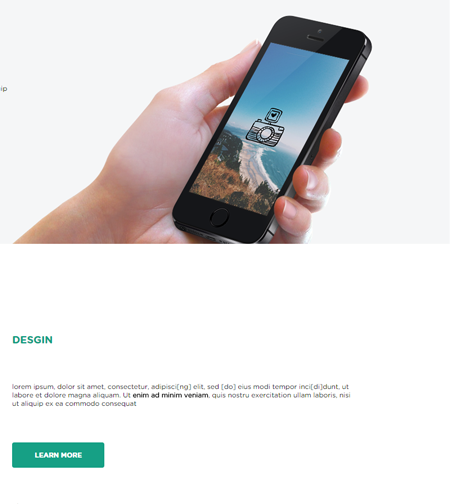 ip
DESGIN
lorem ipsum, dolor sit amet, consectetur, adipisci[ng] elit, sed [do] eius modi tempor inci[di]dunt, ut
labore et dolore magna aliquam. Ut enim ad minim veniam, quis nostru exercitation ullam laboris, nisi
ut aliquip ex ea commodo consequat
LEARN MORE